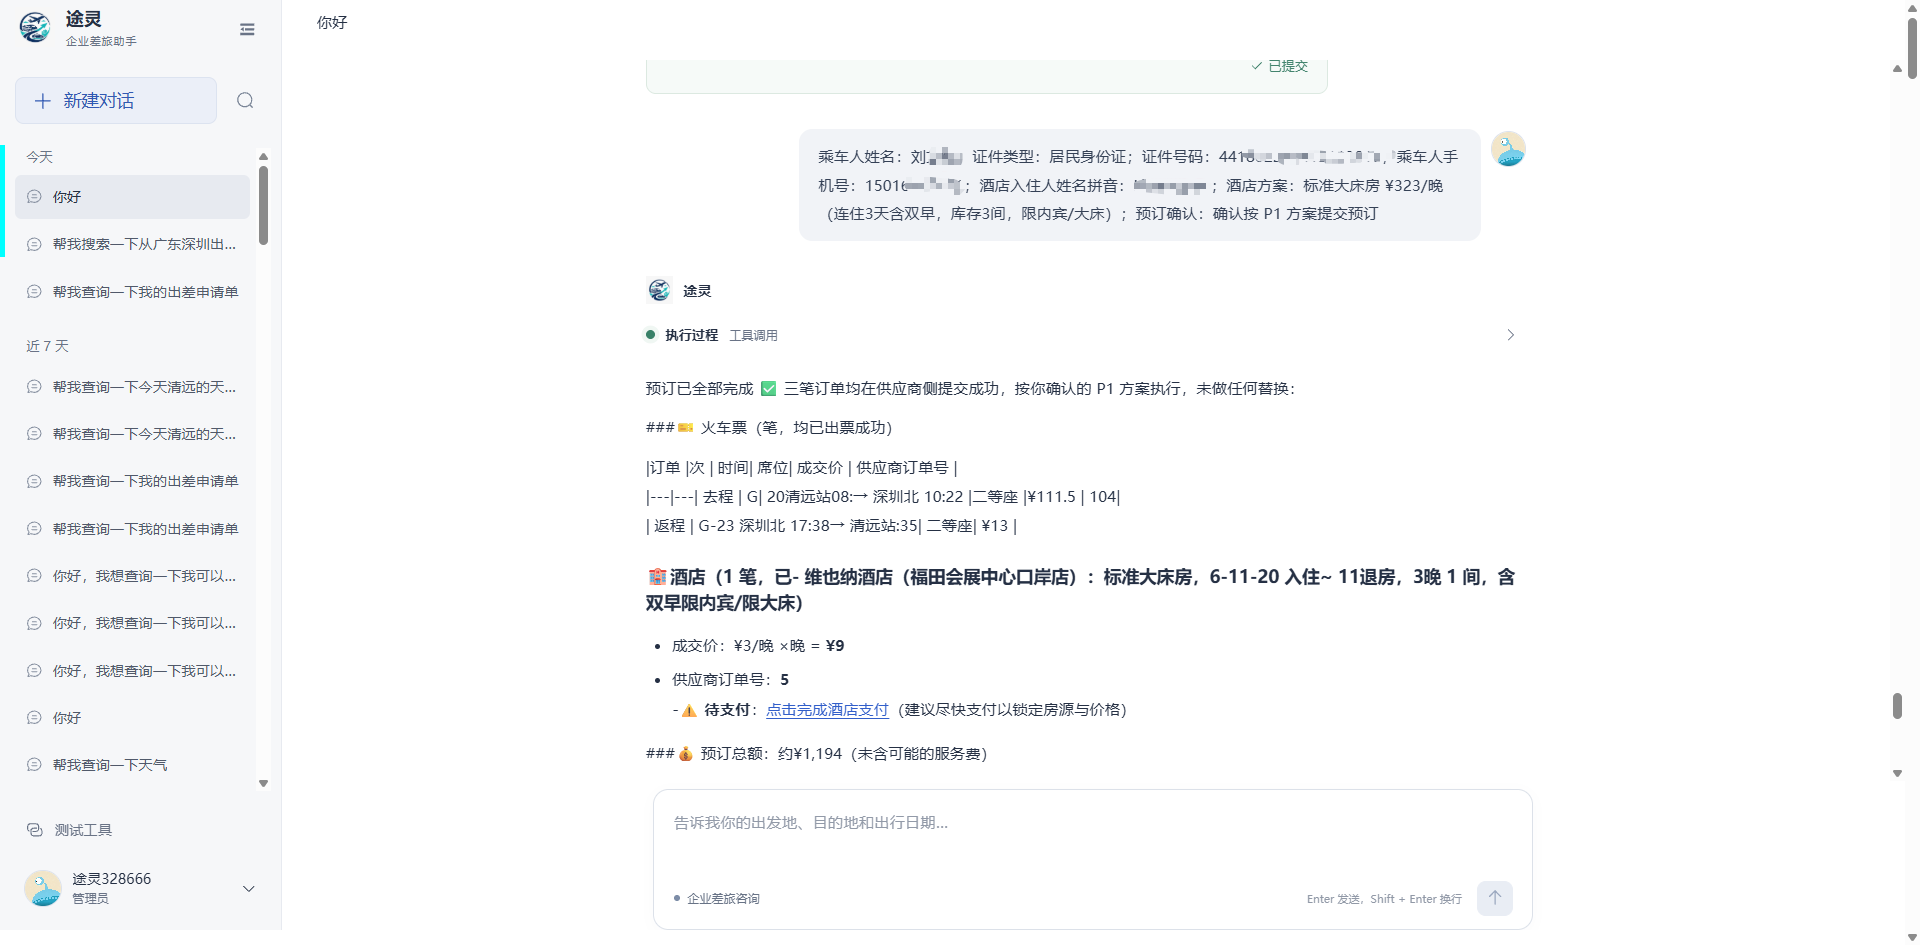 途灵
企业差旅助手
新建对话
今天
你好
帮我搜索一下从广东深圳出...
帮我查询一下我的出差申请单
近 7 天
帮我查询一下今天清远的天...
帮我查询一下今天清远的天...
帮我查询一下我的出差申请单
帮我查询一下我的出差申请单
你好，我想查询一下我可以...
你好，我想查询一下我可以...
你好，我想查询一下我可以...
你好
帮我查询一下天气
测试工具
途灵328666
管理员
你好
已提交
乘车人姓名：刘 证件类型：居民身份证；证件号码：4418 ，乘车人手
机号：1501 ；酒店入住人姓名拼音： ；酒店方案：标准大床房 ¥323/晚
（连住3天含双早，库存3间，限内宾/大床）；预订确认：确认按 P1 方案提交预订
途灵
执行过程 工具调用
预订已全部完成 ✅ 三笔订单均在供应商侧提交成功，按你确认的 P1 方案执行，未做任何替换：
###🎫 火车票（笔，均已出票成功）
|订单 |次 | 时间| 席位| 成交价 | 供应商订单号 |
|---|---| 去程 | G| 20清远站08:→ 深圳北 10:22 |二等座 |¥111.5 | 104|
| 返程 | G-23 深圳北 17:38→ 清远站:35| 二等座| ¥13 |
🏨酒店（1 笔，已- 维也纳酒店（福田会展中心口岸店）：标准大床房，6-11-20 入住~ 11退房，3晚 1 间，含
双早限内宾/限大床）
• 成交价：¥3/晚 ×晚 = ¥9
• 供应商订单号：5
-⚠️ 待支付：点击完成酒店支付（建议尽快支付以锁定房源与价格）
###💰 预订总额：约¥1,194（未含可能的服务费）
告诉我你的出发地、目的地和出行日期...
企业差旅咨询
Enter 发送，Shift + Enter 换行